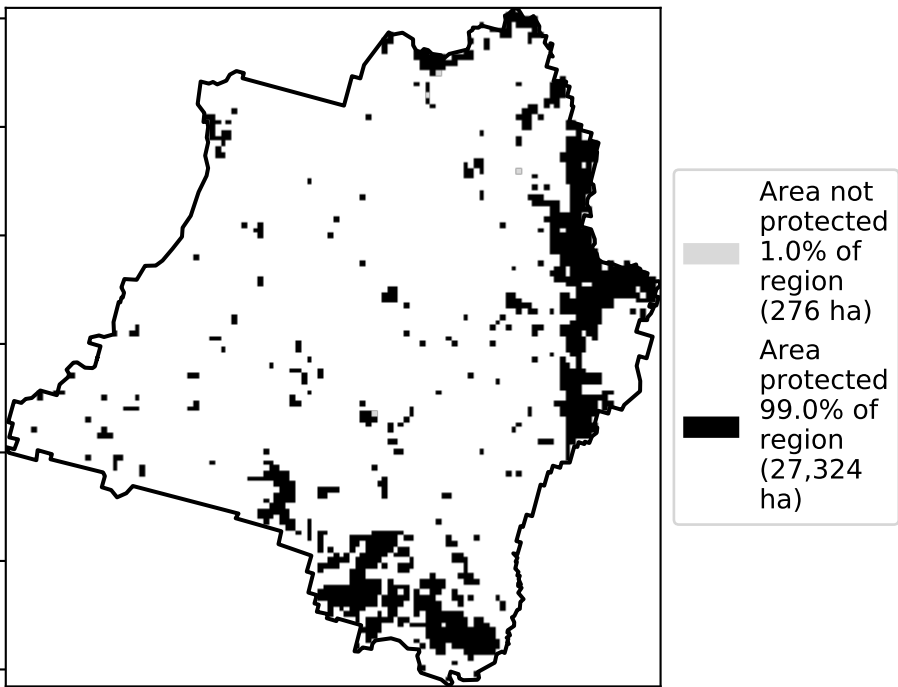 Area not
protected
1.0% of
region
(276 ha)
Area
protected
99.0% of
region
(27,324
ha)